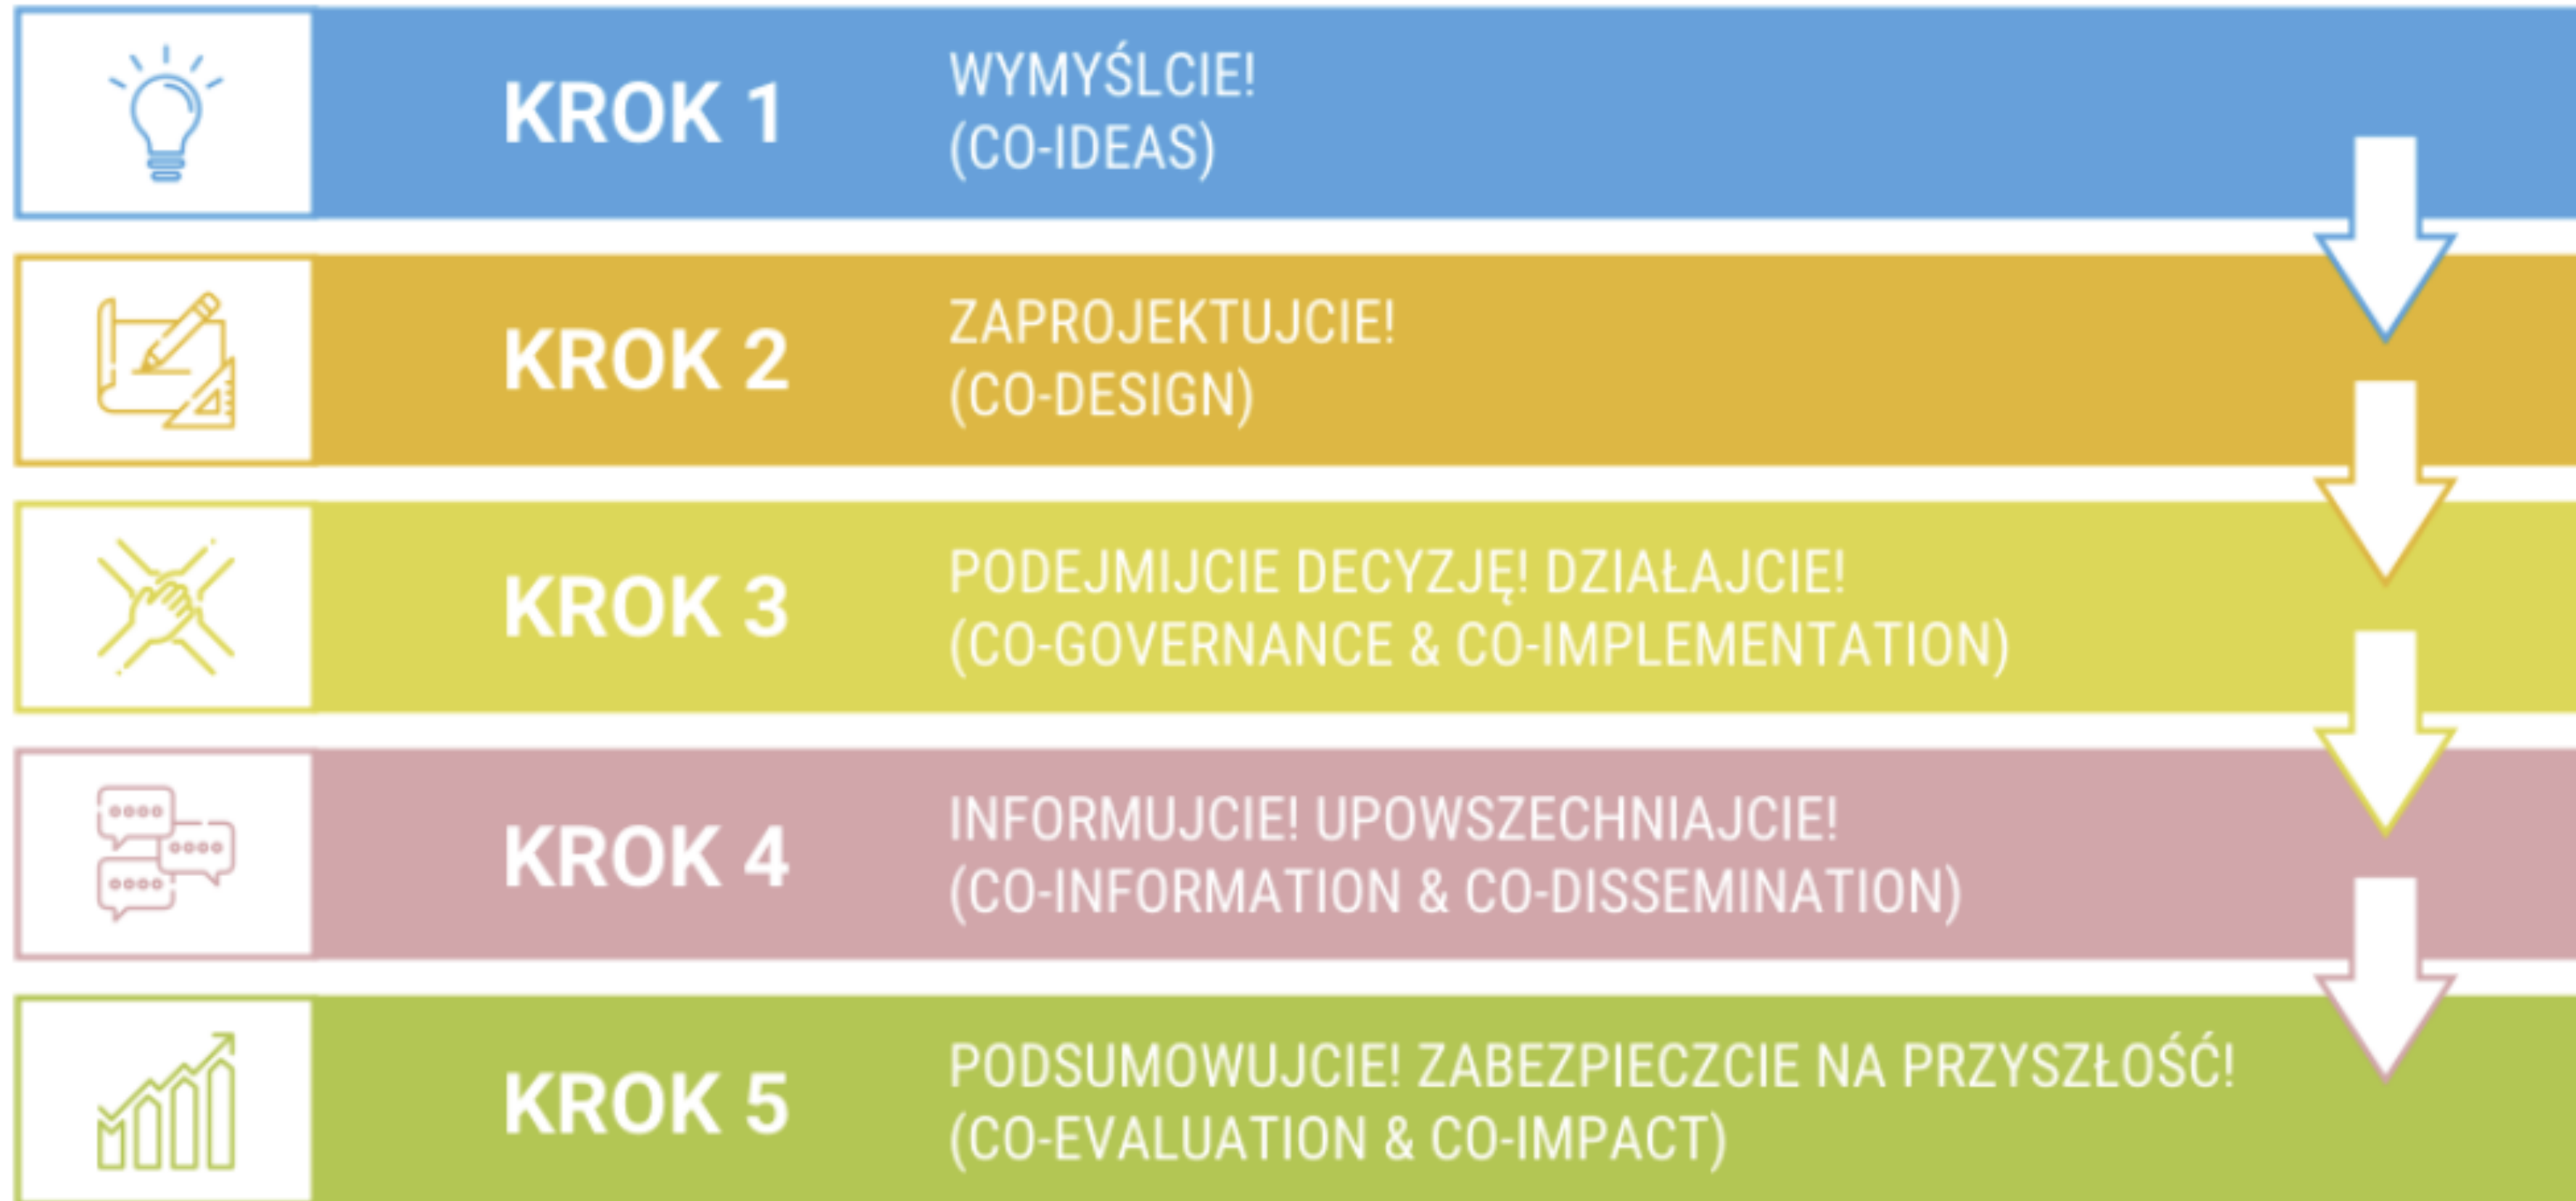 KROK 1
WYMYŚLCIE!
(CO-IDEAS)
KROK 2
ZAPROJEKTUJCIE!
(CO-DESIGN)
KROK 3
PODEJMIJCIE DECYZJĘ! DZIAŁAJCIE!
(CO-GOVERNANCE & CO-IMPLEMENTATION)
KROK 4
INFORMUJCIE! UPOWSZECHNIAJCIE!
(CO-INFORMATION & CO-DISSEMINATION)
KROK 5
PODSUMOWUJCIE! ZABEZPIECZCIE NA PRZYSZŁOŚĆ!
(CO-EVALUATION & CO-IMPACT)